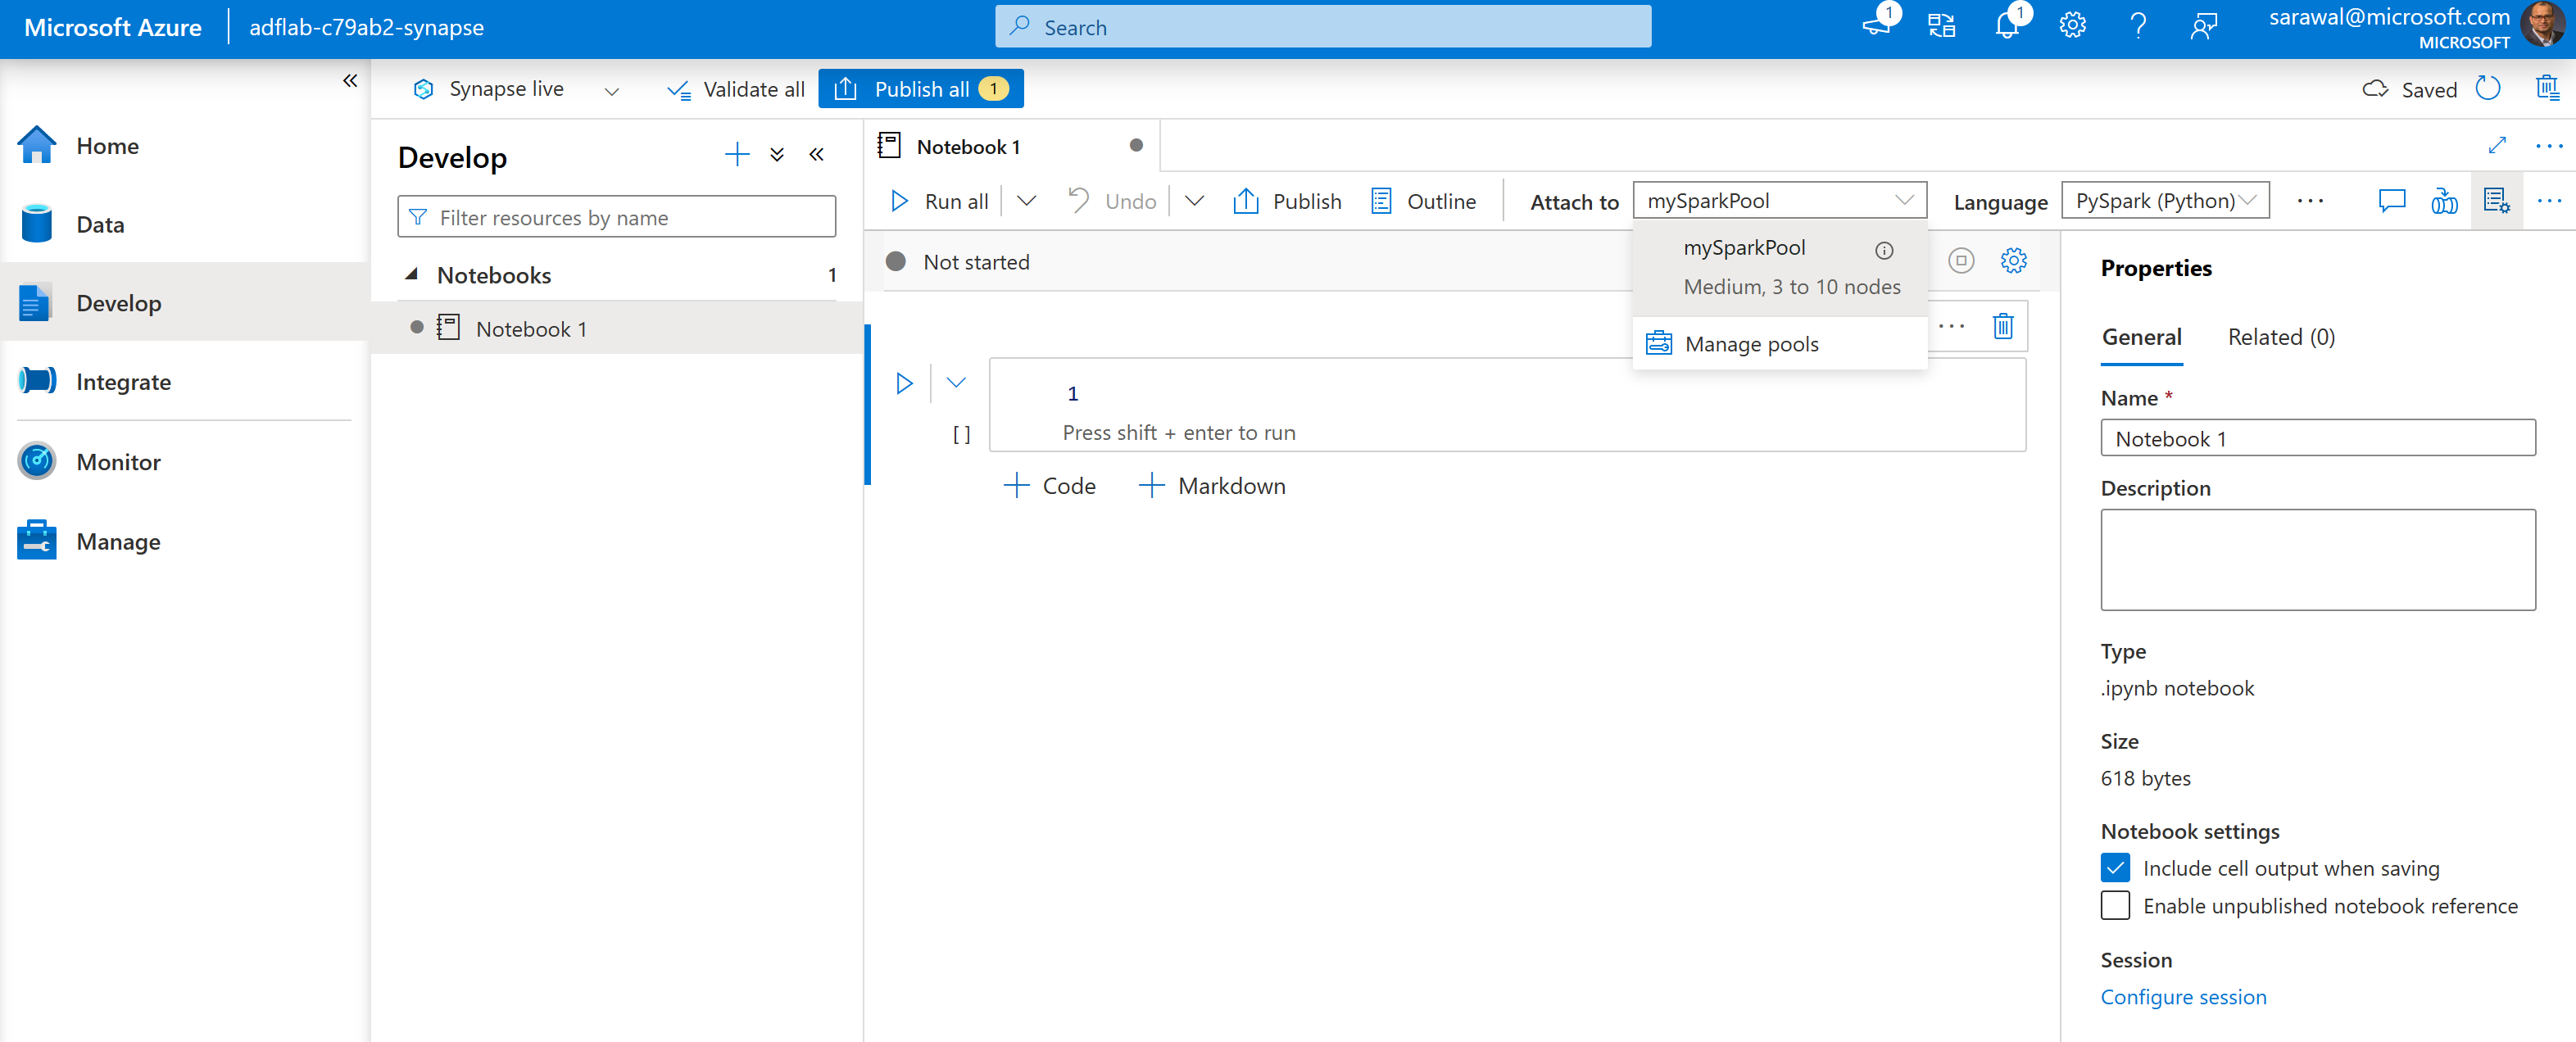 Microsoft Azure
adflab-c79ab2-synapse
Search
1
1
sarawal@microsoft.com
MICROSOFT
Synapse live
Validate all
Publish all 1
Saved
Home
Data
Develop
Integrate
Monitor
Manage
Develop
Filter resources by name
Notebooks 1
Notebook 1
Notebook 1
Run all
Undo
Publish
Outline
Attach to
mySparkPool
Language
PySpark (Python)
Not started
mySparkPool
Medium, 3 to 10 nodes
Manage pools
1
Press shift + enter to run
[ ]
Code
Markdown
Properties
General
Related (0)
Name *
Notebook 1
Description
Type
.ipynb notebook
Size
618 bytes
Notebook settings
Include cell output when saving
Enable unpublished notebook reference
Session
Configure session